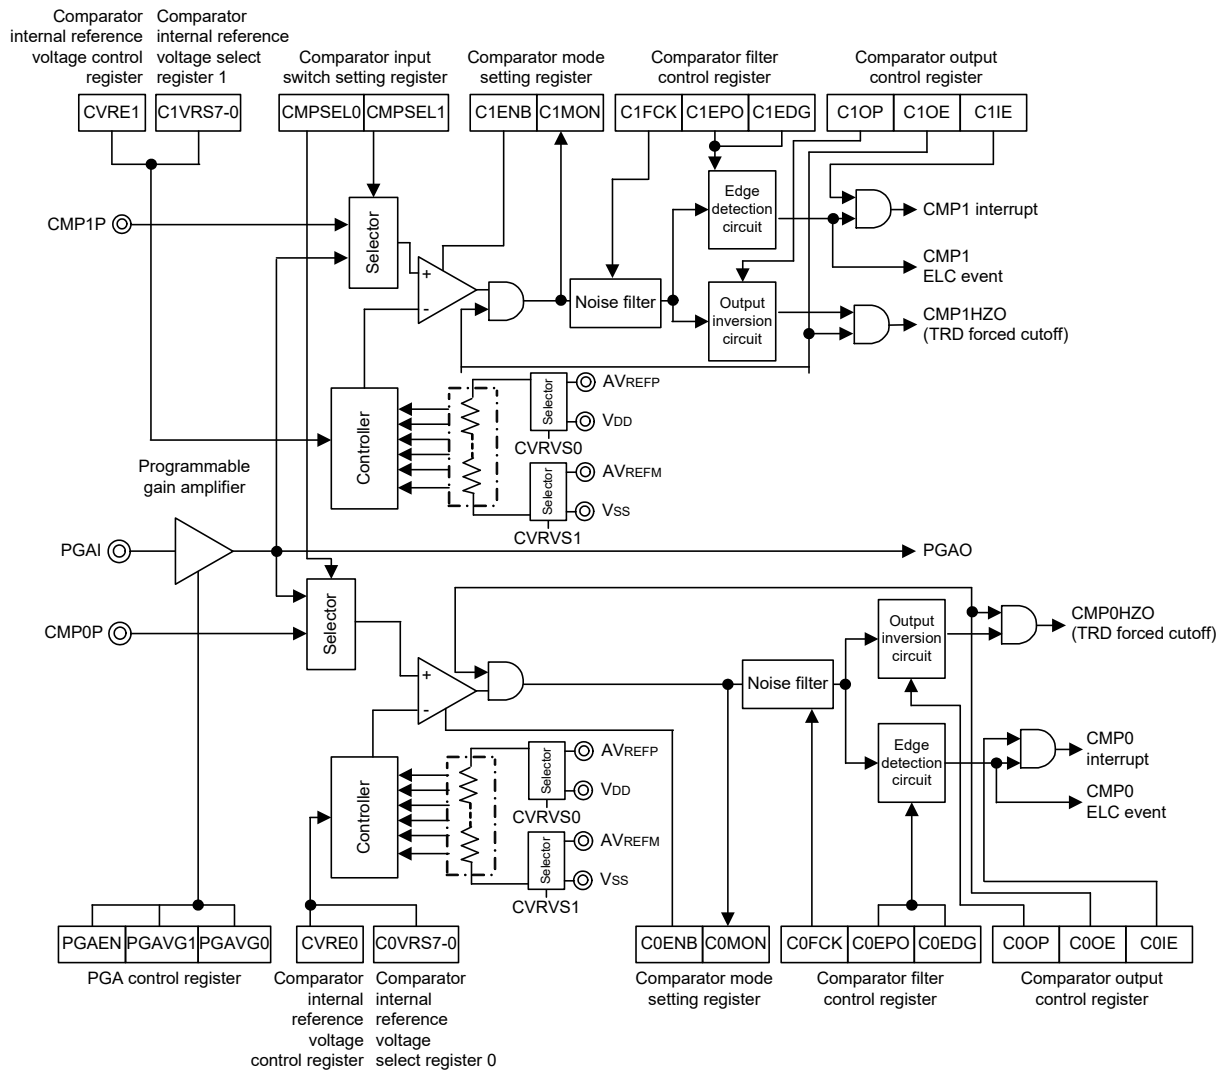 Comparator
internal reference
voltage control
register
Comparator
internal reference
voltage select
register 1
Comparator input
switch setting register
Comparator mode
setting register
Comparator filter
control register
Comparator output
control register
CVRE1
C1VRS7-0
CMPSEL0
CMPSEL1
C1ENB
C1MON
C1FCK
C1EPO
C1EDG
C1OP
C1OE
C1IE
CMP1P
Selector
+
-
Noise filter
Edge
detection
circuit
Output
inversion
circuit
CMP1 interrupt
CMP1
ELC event
CMP1HZO
(TRD forced cutoff)
Controller
Selector
AVREFP
VDD
CVRVS0
Selector
AVREFM
VSS
CVRVS1
Programmable
gain amplifier
PGAI
PGAO
CMP0P
Selector
+
-
Noise filter
Output
inversion
circuit
Edge
detection
circuit
CMP0HZO
(TRD forced cutoff)
CMP0
interrupt
CMP0
ELC event
Controller
Selector
AVREFP
VDD
CVRVS0
Selector
AVREFM
VSS
CVRVS1
PGAEN
PGAVG1
PGAVG0
PGA control register
CVRE0
C0VRS7-0
Comparator
internal
reference
voltage
control register
Comparator
internal
reference
voltage
select register 0
C0ENB
C0MON
Comparator mode
setting register
C0FCK
C0EPO
C0EDG
Comparator filter
control register
C0OP
C0OE
C0IE
Comparator output
control register